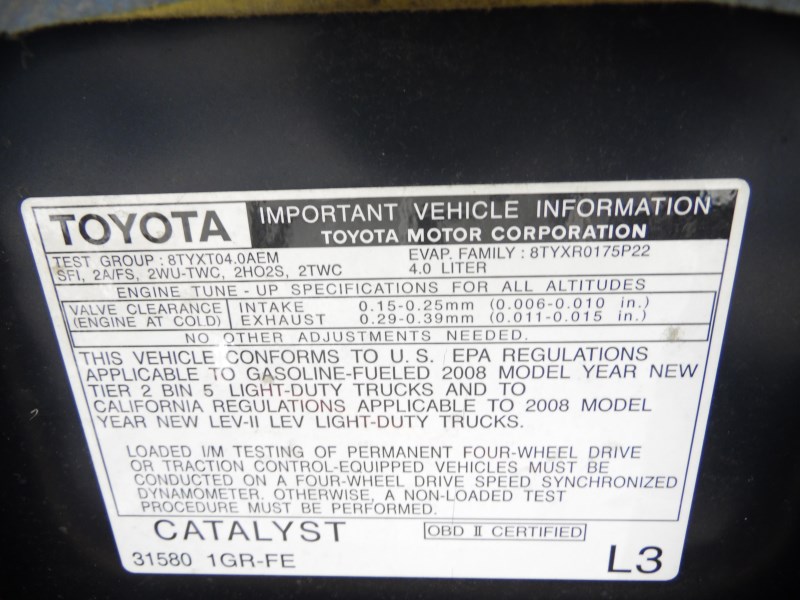 TOYOTA IMPORTANT VEHICLE INFORMATION
TOYOTA MOTOR CORPORATION
TEST GROUP : 8TYXT04.0AEM EVAP. FAMILY : 8TYXR0175P22
SFI, 2A/FS, 2WU-TWC, 2HO2S, 2TWC 4.0 LITER
ENGINE TUNE - UP SPECIFICATIONS FOR ALL ALTITUDES
VALVE CLEARANCE INTAKE 0.15-0.25mm (0.006-0.010 in.)
(ENGINE AT COLD) EXHAUST 0.29-0.39mm (0.011-0.015 in.)
NO OTHER ADJUSTMENTS NEEDED.
THIS VEHICLE CONFORMS TO U.S. EPA REGULATIONS
APPLICABLE TO GASOLINE-FUELED 2008 MODEL YEAR NEW
TIER 2 BIN 5 LIGHT-DUTY TRUCKS AND TO
CALIFORNIA REGULATIONS APPLICABLE TO 2008 MODEL
YEAR NEW LEV-II LEV LIGHT-DUTY TRUCKS.
LOADED I/M TESTING OF PERMANENT FOUR-WHEEL DRIVE
OR TRACTION CONTROL-EQUIPPED VEHICLES MUST BE
CONDUCTED ON A FOUR-WHEEL DRIVE SPEED SYNCHRONIZED
DYNAMOMETER. OTHERWISE, A NON-LOADED TEST
PROCEDURE MUST BE PERFORMED.
CATALYST OBD II CERTIFIED
31580 1GR-FE L3